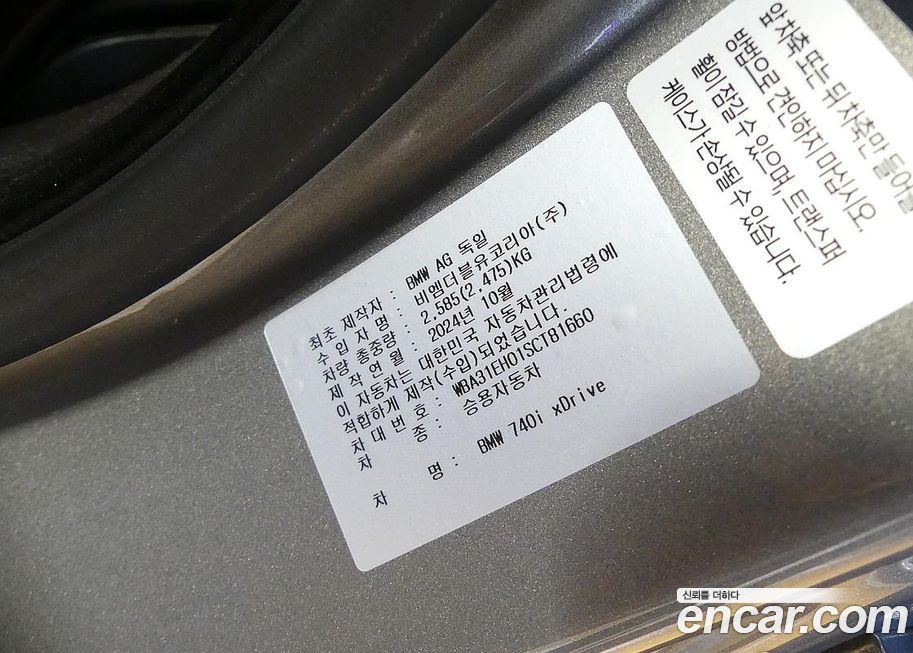 최초 제작자 : BMW AG 독일
수 입 자 명 : 비엠더블유코리아(주)
차량 총중량 : 2,585(2,475)KG
제 작 연 월 : 2024년 10월
이 자동차는 대한민국 자동차관리법령에
적합하게 제작(수입)되었습니다.
차 대 번 호 : WBA31EH01SCT81660
차 종 : 승용자동차
차 명 : BMW 740i xDrive
앞 차축 또는 뒤 차축만 들어올
방법으로 견인하지 마십시오.
휠이 잠길 수 있으며, 트랜스퍼
케이스가 손상될 수 있습니다.
신뢰를 더하다
encar.com